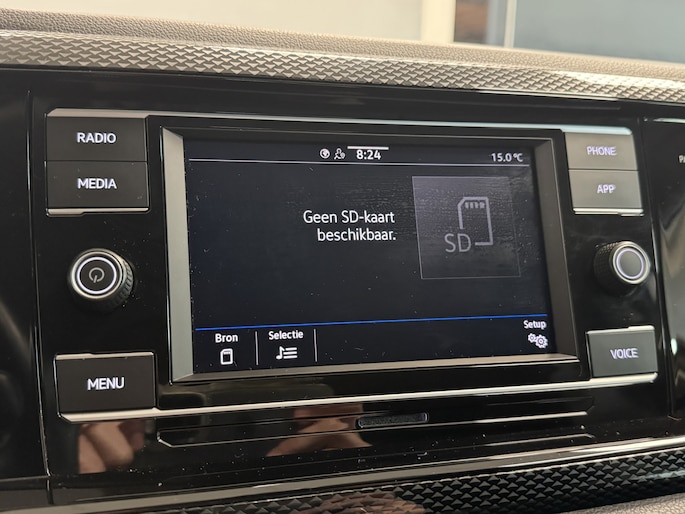 RADIO
MEDIA
MENU
8:24
15.0 °C
Geen SD-kaart
beschikbaar.
SD
Bron
Selectie
Setup
PHONE
APP
VOICE